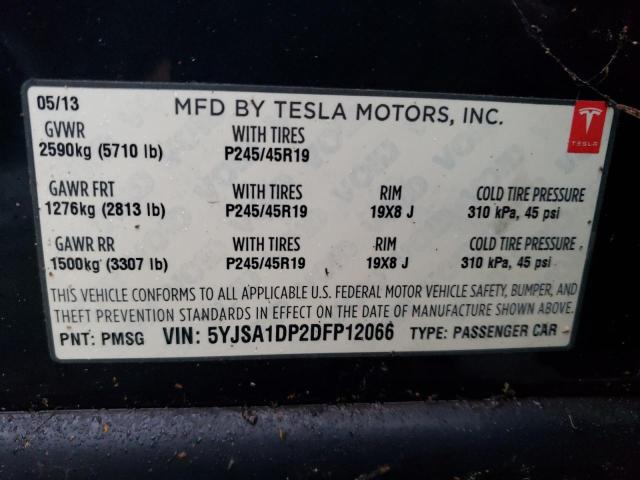 05/13 MFD BY TESLA MOTORS, INC.
TESLA
GVWR WITH TIRES
2590kg (5710 lb) P245/45R19
GAWR FRT WITH TIRES RIM COLD TIRE PRESSURE
1276kg (2813 lb) P245/45R19 19X8 J 310 kPa, 45 psi
GAWR RR WITH TIRES RIM COLD TIRE PRESSURE
1500kg (3307 lb) P245/45R19 19X8 J 310 kPa, 45 psi
THIS VEHICLE CONFORMS TO ALL APPLICABLE U.S. FEDERAL MOTOR VEHICLE SAFETY, BUMPER, AND
THEFT PREVENTION STANDARDS IN EFFECT ON THE DATE OF MANUFACTURE SHOWN ABOVE.
PNT: PMSG VIN: 5YJSA1DP2DFP12066 TYPE: PASSENGER CAR